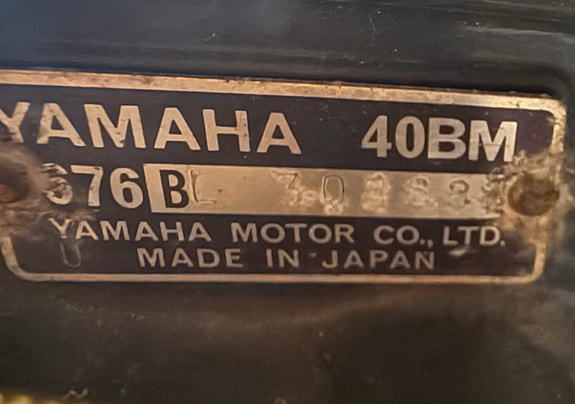 YAMAHA 40BM
676 B L
YAMAHA MOTOR CO., LTD.
U MADE IN JAPAN